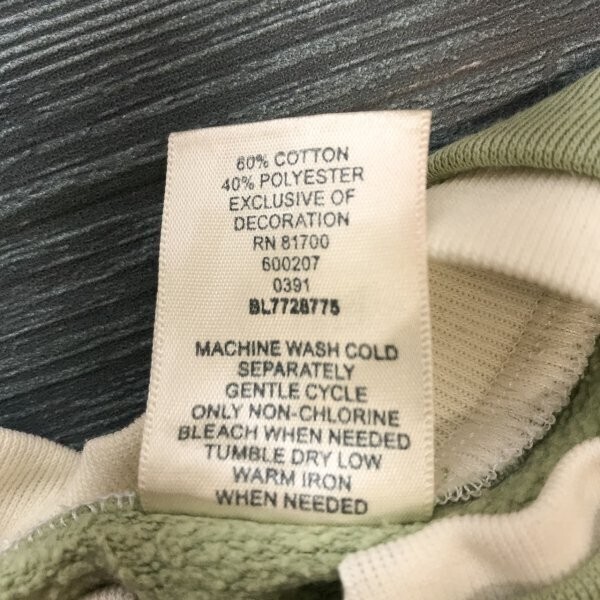 60% COTTON
40% POLYESTER
EXCLUSIVE OF
DECORATION
RN 81700
600207
0391
BL7728775
MACHINE WASH COLD
SEPARATELY
GENTLE CYCLE
ONLY NON-CHLORINE
BLEACH WHEN NEEDED
TUMBLE DRY LOW
WARM IRON
WHEN NEEDED